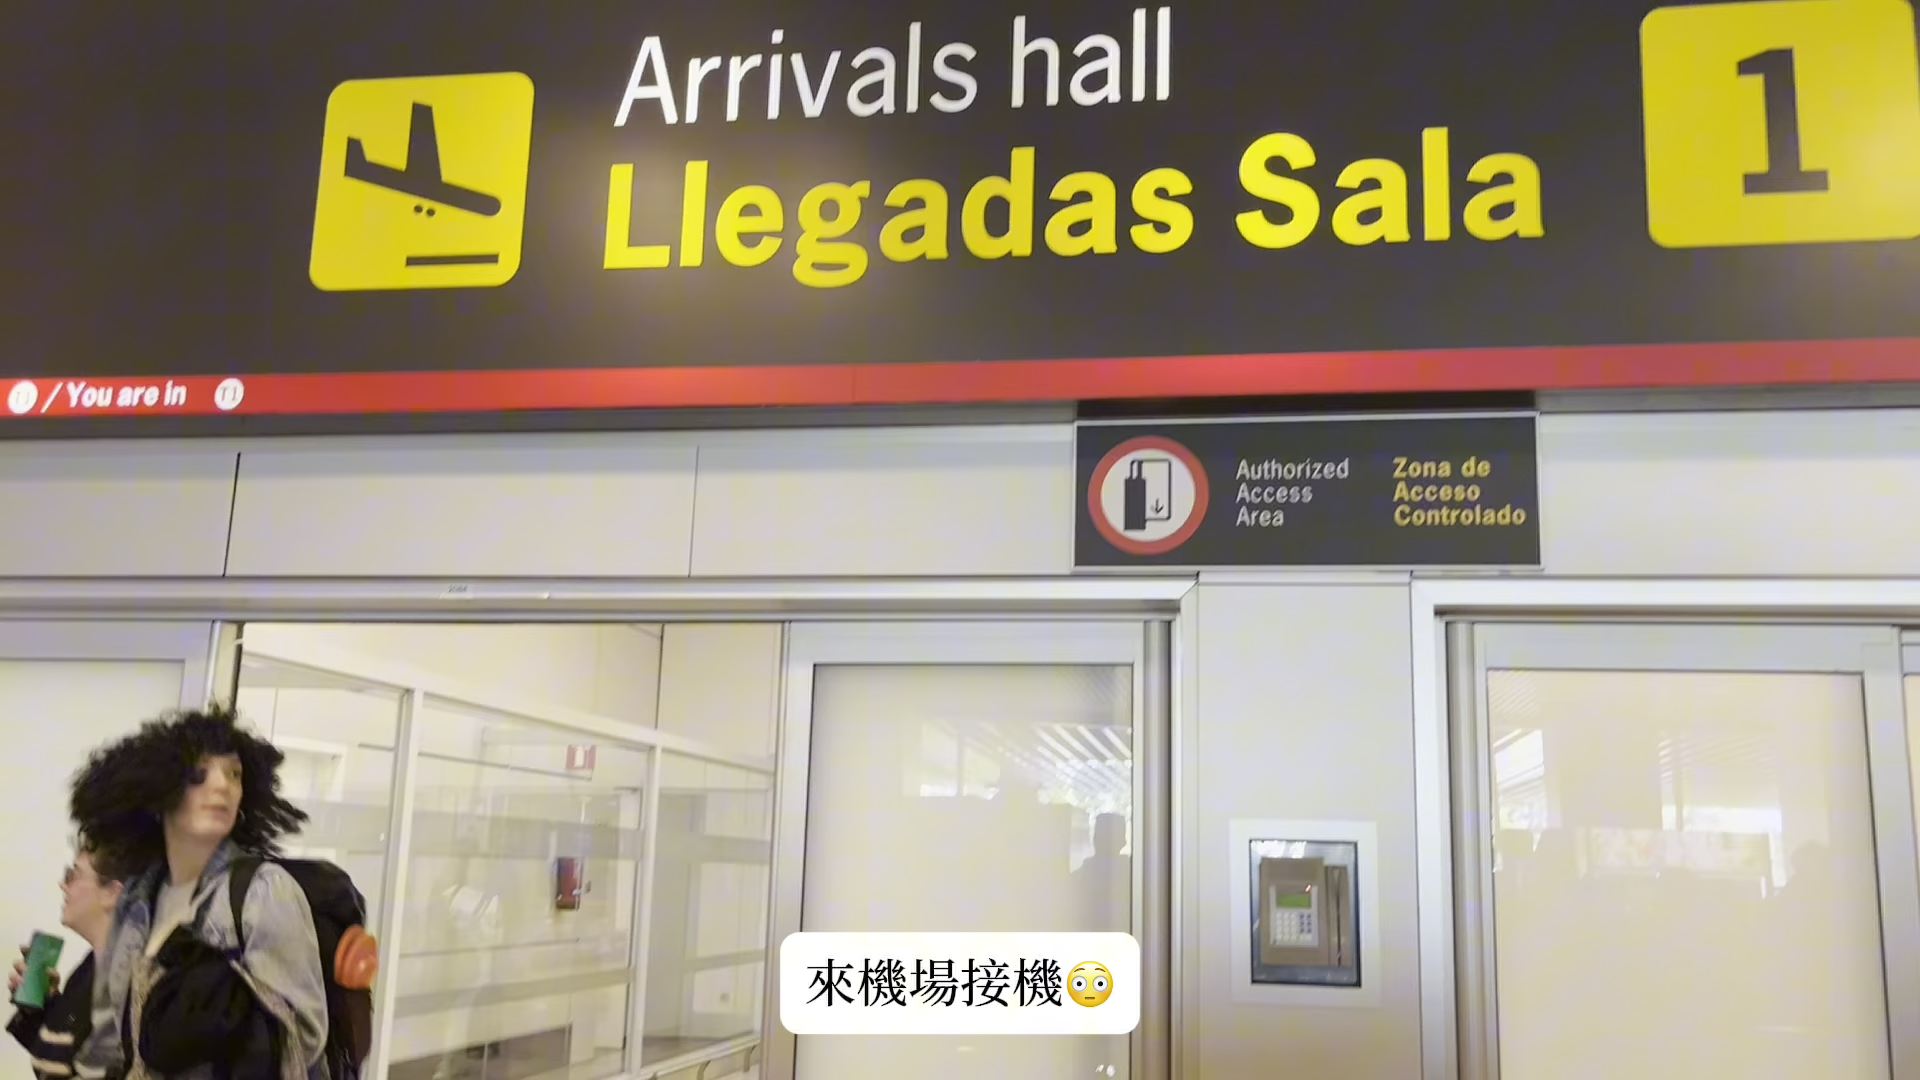 Arrivals hall
Llegadas Sala
1
/ You are in T1
Authorized
Access
Area
Zona de
Acceso
Controlado
來機場接機😳